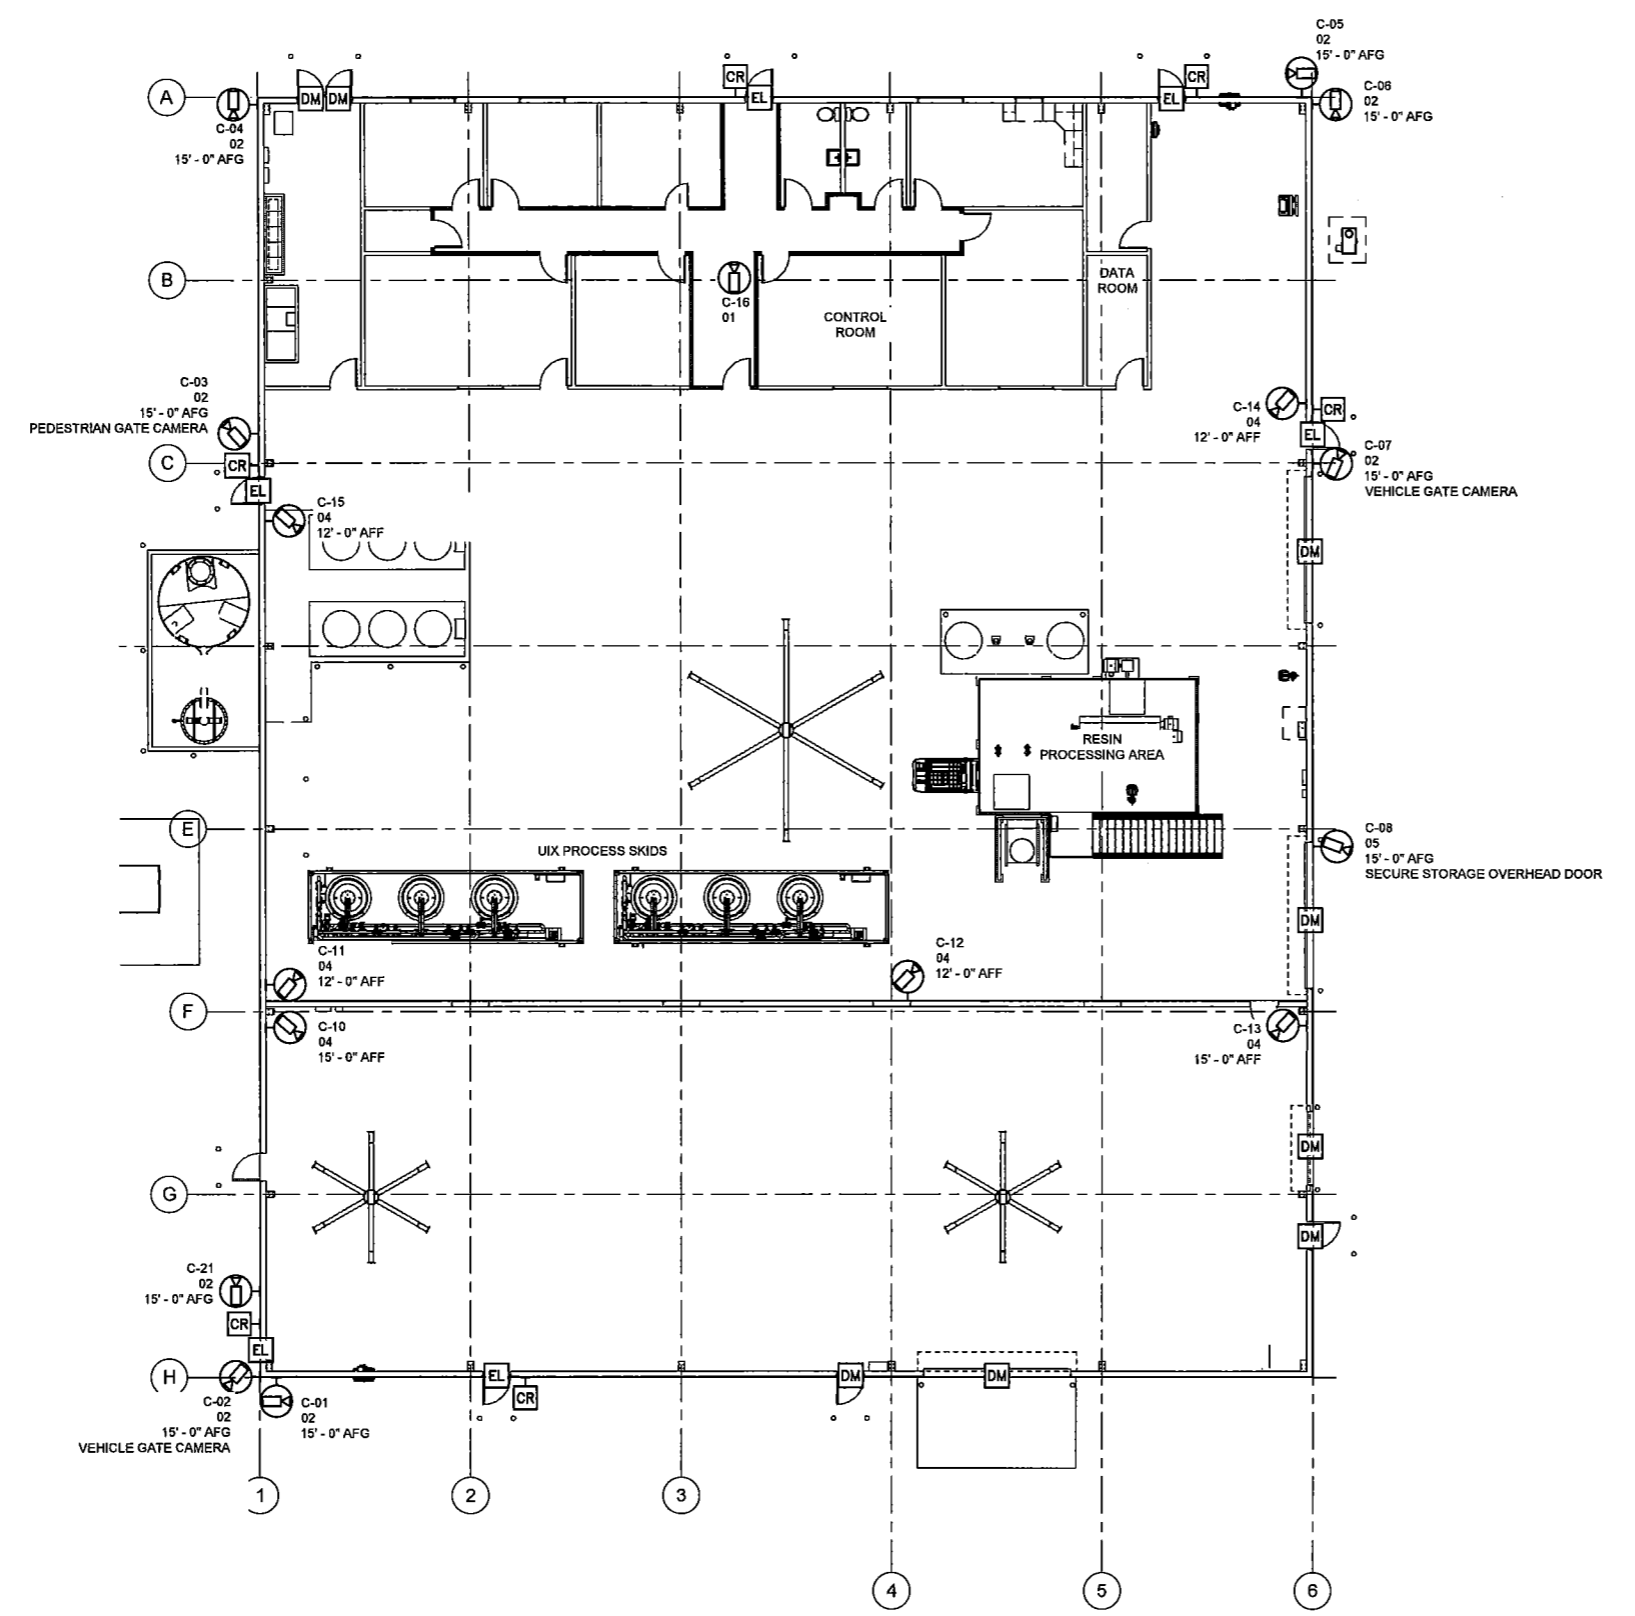 C-05
02
15' - 0" AFG
A
DM
DM
CR
EL
CR
EL
C-06
02
15' - 0" AFG
C-04
02
15' - 0" AFG
B
C-16
01
CONTROL
ROOM
DATA
ROOM
C-03
02
15' - 0" AFG
PEDESTRIAN GATE CAMERA
C-14
04
12' - 0" AFF
CR
EL
C-07
02
15' - 0" AFG
VEHICLE GATE CAMERA
C
CR
EL
C-15
04
12' - 0" AFF
DM
RESIN
PROCESSING AREA
E
C-08
05
15' - 0" AFG
SECURE STORAGE OVERHEAD DOOR
UIX PROCESS SKIDS
DM
C-11
04
12' - 0" AFF
C-12
04
12' - 0" AFF
F
C-10
04
15' - 0" AFF
C-13
04
15' - 0" AFF
DM
G
DM
C-21
02
15' - 0" AFG
CR
EL
H
EL
CR
DM
DM
C-02
02
15' - 0" AFG
VEHICLE GATE CAMERA
C-01
02
15' - 0" AFG
1
2
3
4
5
6